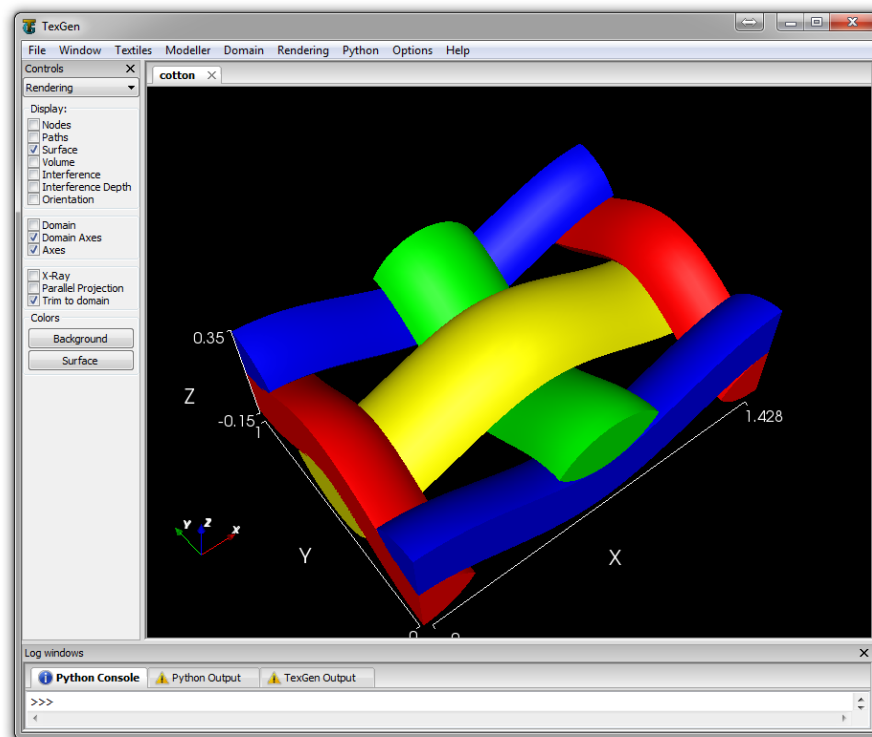 TexGen
File Window Textiles Modeller Domain Rendering Python Options Help
Controls
Rendering
Display:
Nodes
Paths
Surface
Volume
Interference
Interference Depth
Orientation
Domain
Domain Axes
Axes
X-Ray
Parallel Projection
Trim to domain
Colors
Background
Surface
cotton
0.35
Z
-0.15
1
1.428
Y Z X
Y
X
0
Log windows
Python Console Python Output TexGen Output
>>>